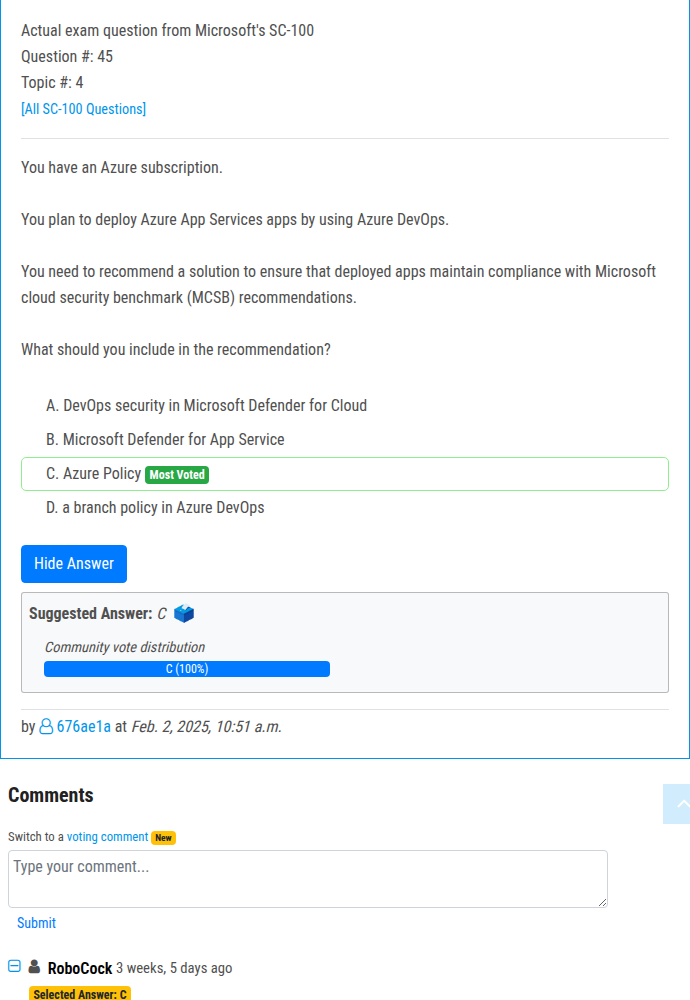 Actual exam question from Microsoft's SC-100
Question #: 45
Topic #: 4
[All SC-100 Questions]
You have an Azure subscription.
You plan to deploy Azure App Services apps by using Azure DevOps.
You need to recommend a solution to ensure that deployed apps maintain compliance with Microsoft
cloud security benchmark (MCSB) recommendations.
What should you include in the recommendation?
A. DevOps security in Microsoft Defender for Cloud
B. Microsoft Defender for App Service
C. Azure Policy Most Voted
D. a branch policy in Azure DevOps
Hide Answer
Suggested Answer: C
Community vote distribution
C (100%)
by 676ae1a at Feb. 2, 2025, 10:51 a.m.
Comments
Switch to a voting comment New
Type your comment...
Submit
RoboCock 3 weeks, 5 days ago
Selected Answer: C